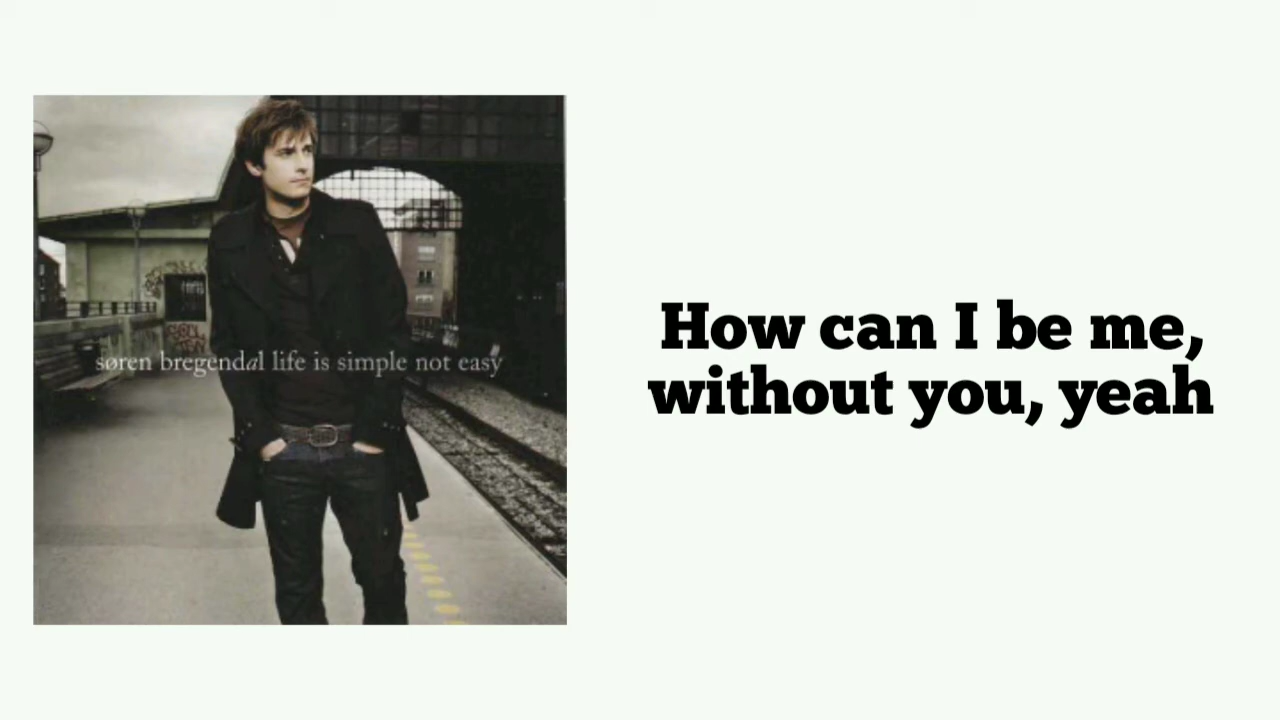 søren bregendal life is simple not easy
How can I be me,
without you, yeah